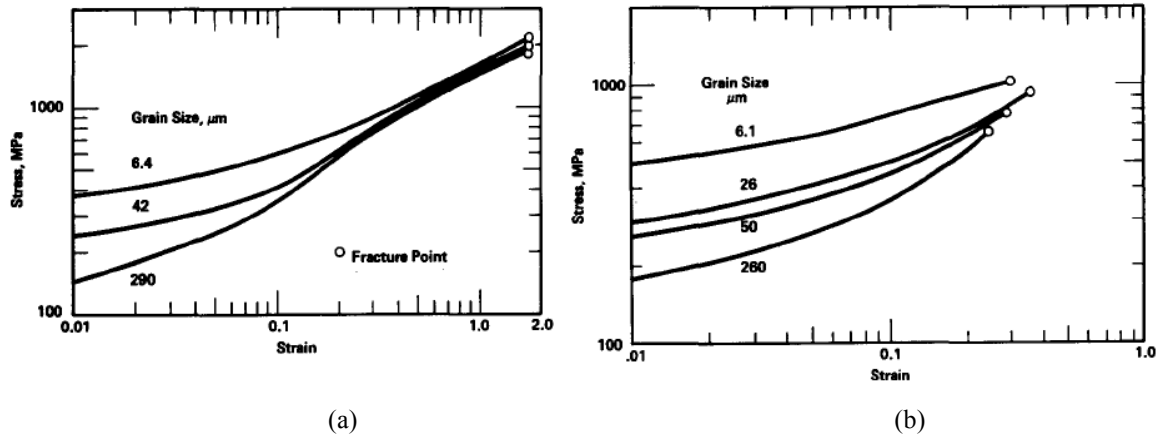 1000
Grain Size, μm
6.4
42
290
Fracture Point
100
0.01
0.1
1.0
2.0
Stress, MPa
Strain
(a)
1000
Grain Size
μm
6.1
26
50
260
100
.01
0.1
1.0
Stress, MPa
Strain
(b)